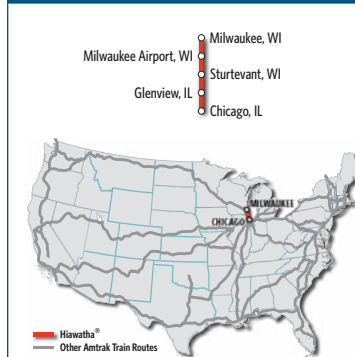 Milwaukee, WI
Milwaukee Airport, WI
Sturtevant, WI
Glenview, IL
Chicago, IL
MILWAUKEE
CHICAGO
Hiawatha®
Other Amtrak Train Routes